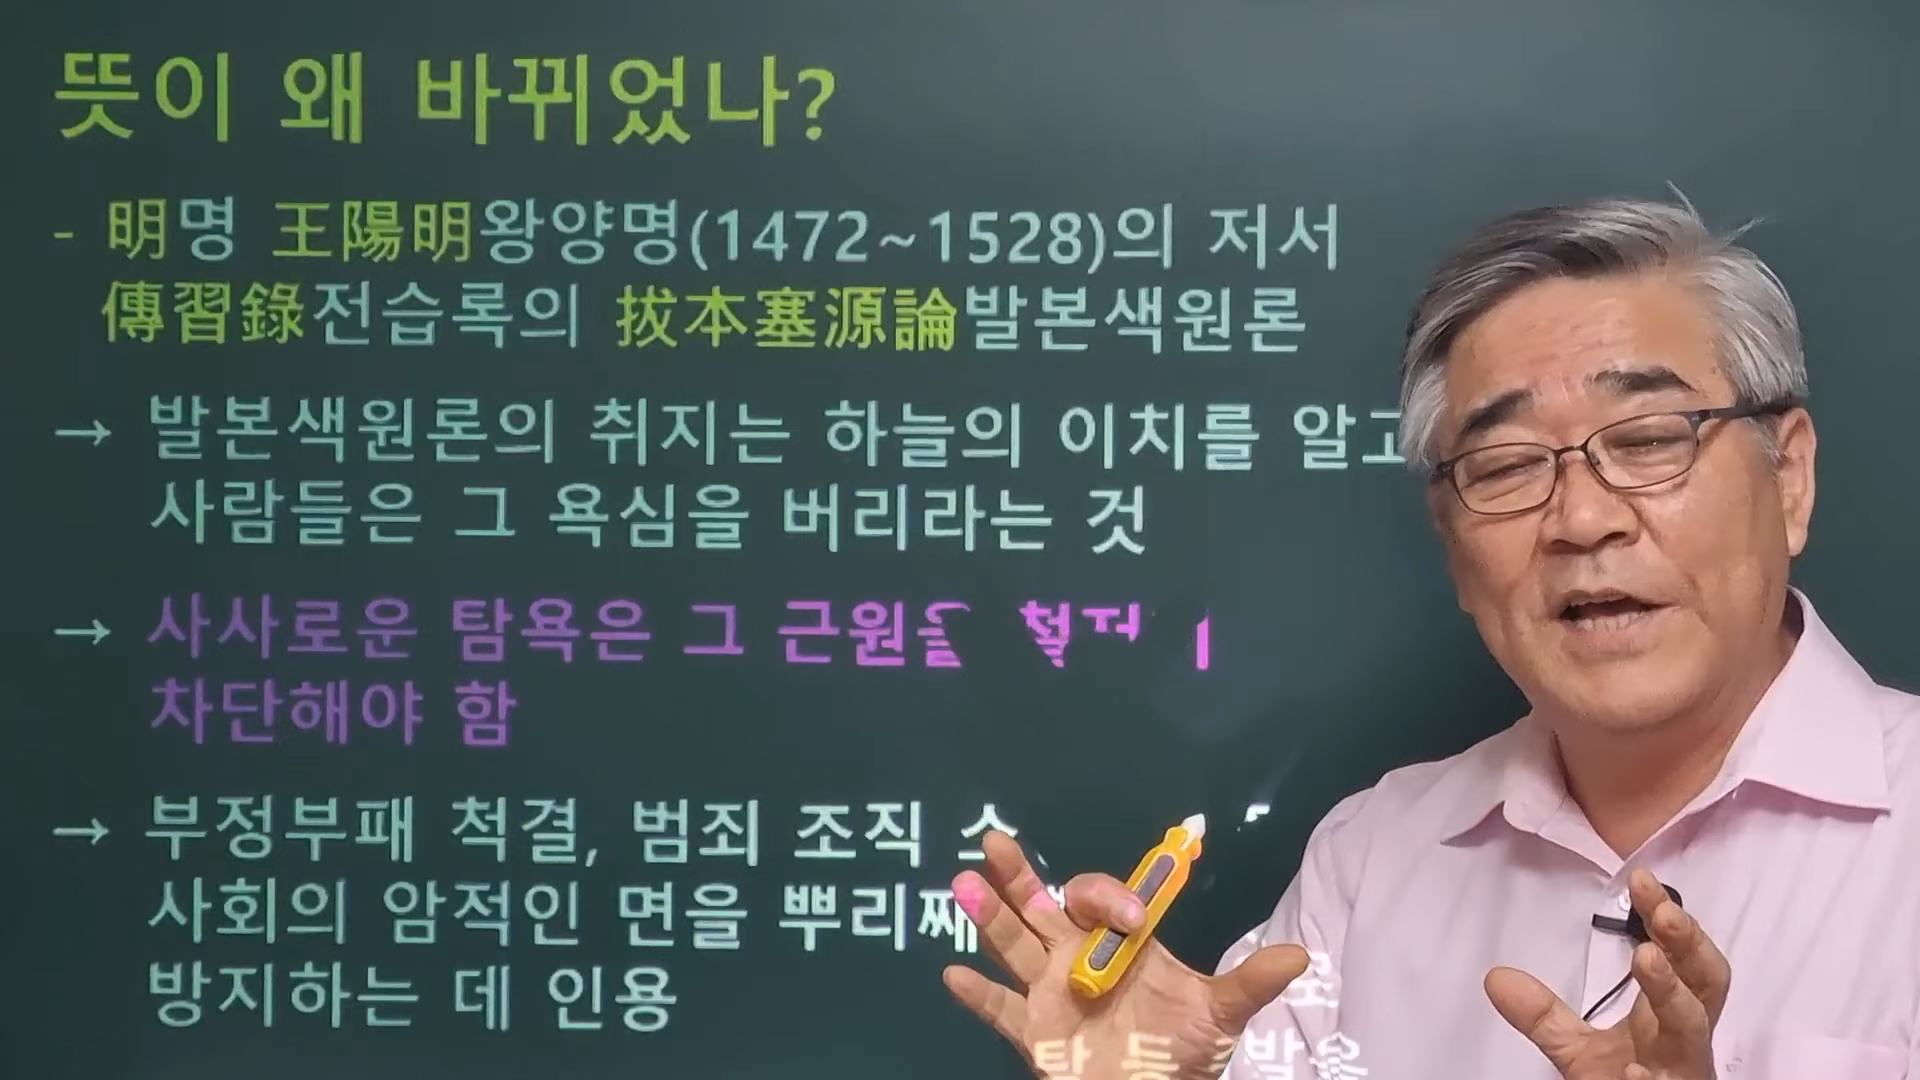 뜻이 왜 바뀌었나?
- 明명 王陽明왕양명(1472~1528)의 저서
傳習錄전습록의 拔本塞源論발본색원론
→ 발본색원론의 취지는 하늘의 이치를 알고
사람들은 그 욕심을 버리라는 것
→ 사사로운 탐욕은 그 근원을
차단해야 함
→ 부정부패 척결, 범죄 조직
사회의 암적인 면을 뿌리째
방지하는 데 인용